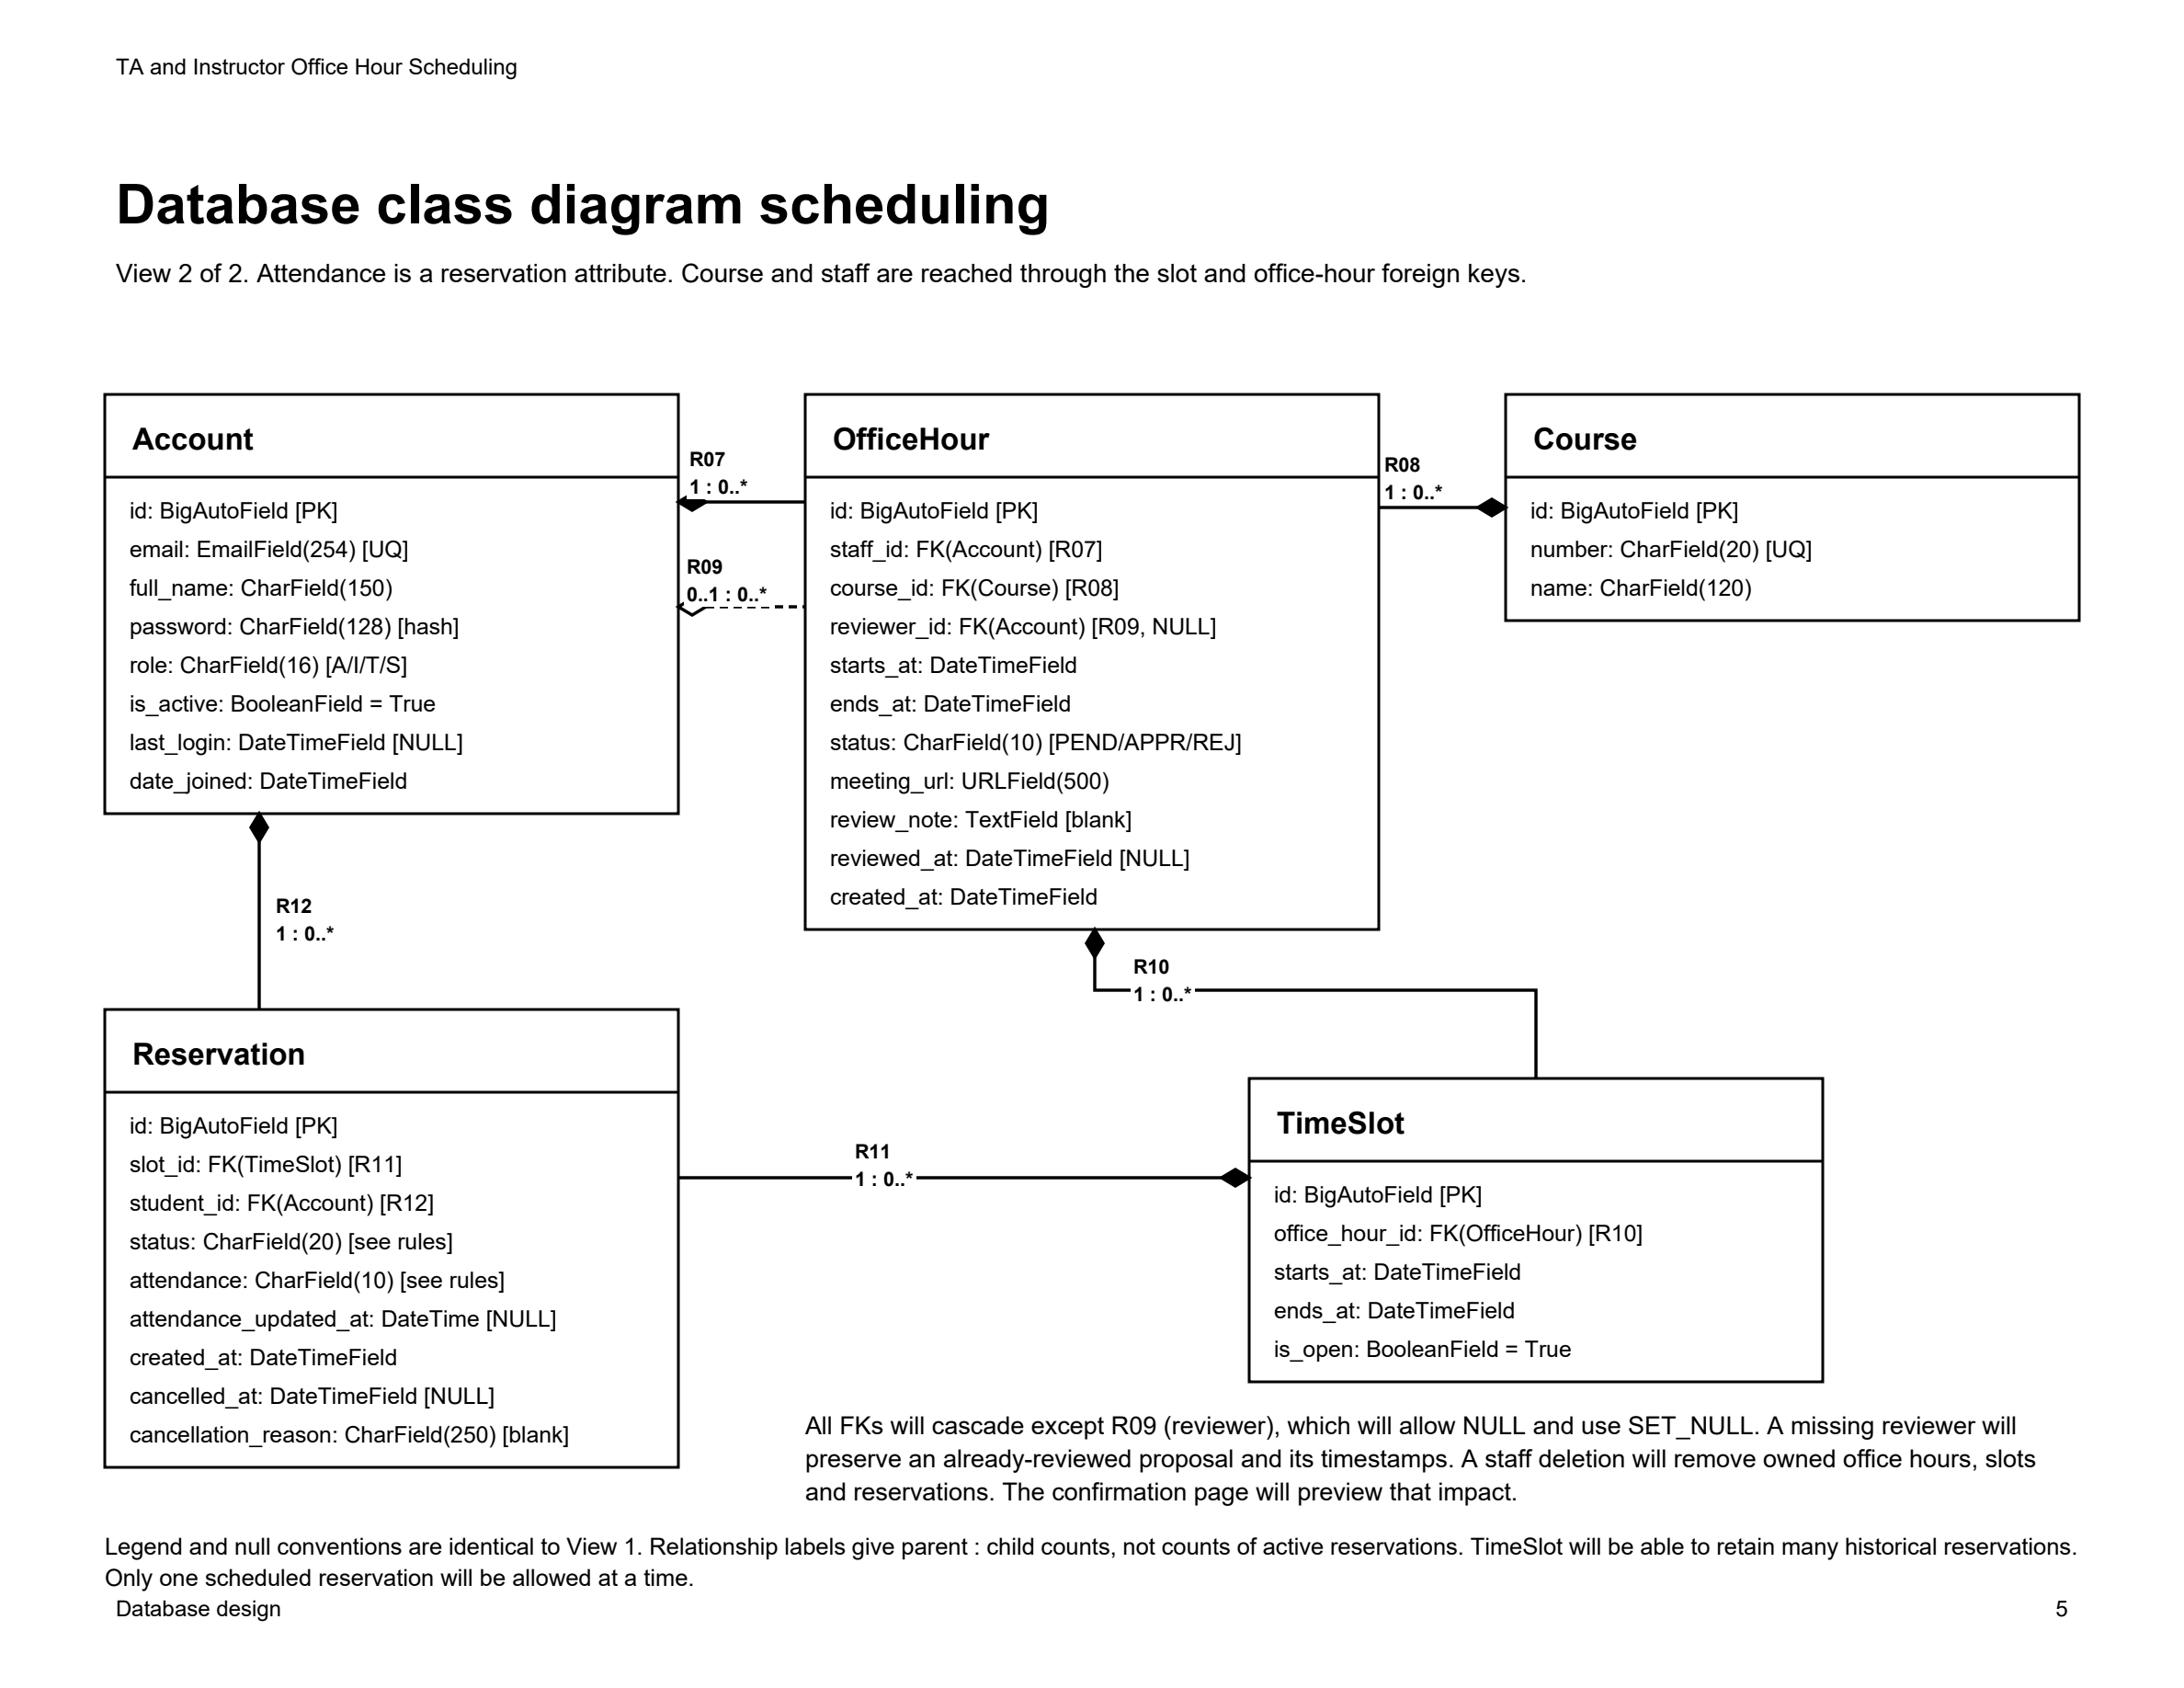 TA and Instructor Office Hour Scheduling
Database class diagram scheduling
View 2 of 2. Attendance is a reservation attribute. Course and staff are reached through the slot and office-hour foreign keys.
Account
id: BigAutoField [PK]
email: EmailField(254) [UQ]
full_name: CharField(150)
password: CharField(128) [hash]
role: CharField(16) [A/I/T/S]
is_active: BooleanField = True
last_login: DateTimeField [NULL]
date_joined: DateTimeField
R07
1 : 0..*
R09
0..1 : 0..*
OfficeHour
id: BigAutoField [PK]
staff_id: FK(Account) [R07]
course_id: FK(Course) [R08]
reviewer_id: FK(Account) [R09, NULL]
starts_at: DateTimeField
ends_at: DateTimeField
status: CharField(10) [PEND/APPR/REJ]
meeting_url: URLField(500)
review_note: TextField [blank]
reviewed_at: DateTimeField [NULL]
created_at: DateTimeField
R08
1 : 0..*
Course
id: BigAutoField [PK]
number: CharField(20) [UQ]
name: CharField(120)
R12
1 : 0..*
R10
1 : 0..*
Reservation
id: BigAutoField [PK]
slot_id: FK(TimeSlot) [R11]
student_id: FK(Account) [R12]
status: CharField(20) [see rules]
attendance: CharField(10) [see rules]
attendance_updated_at: DateTime [NULL]
created_at: DateTimeField
cancelled_at: DateTimeField [NULL]
cancellation_reason: CharField(250) [blank]
R11
1 : 0..*
TimeSlot
id: BigAutoField [PK]
office_hour_id: FK(OfficeHour) [R10]
starts_at: DateTimeField
ends_at: DateTimeField
is_open: BooleanField = True
All FKs will cascade except R09 (reviewer), which will allow NULL and use SET_NULL. A missing reviewer will
preserve an already-reviewed proposal and its timestamps. A staff deletion will remove owned office hours, slots
and reservations. The confirmation page will preview that impact.
Legend and null conventions are identical to View 1. Relationship labels give parent : child counts, not counts of active reservations. TimeSlot will be able to retain many historical reservations.
Only one scheduled reservation will be allowed at a time.
Database design
5